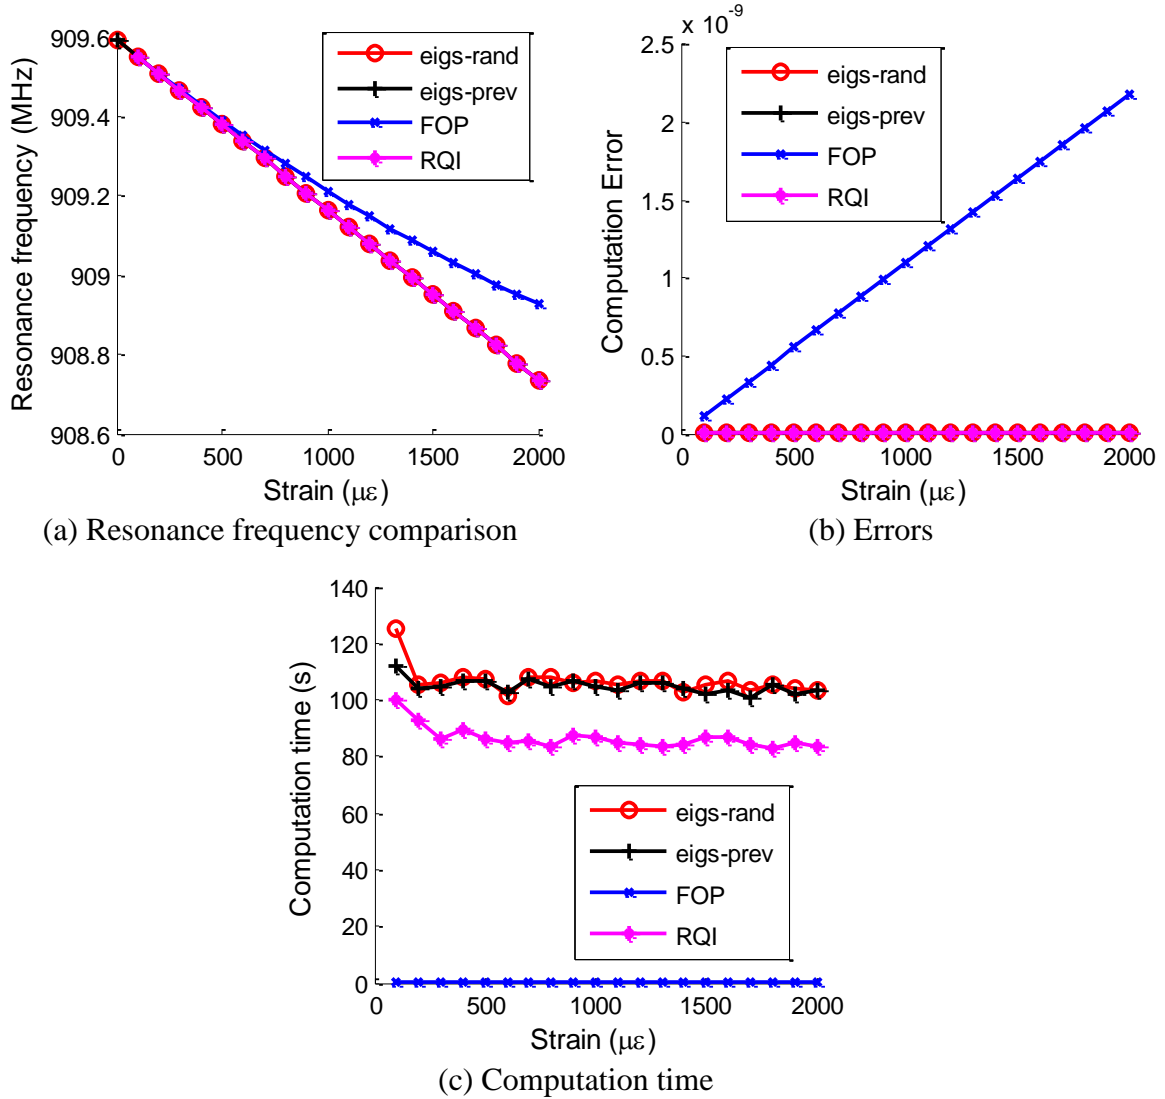 909.6
909.4
909.2
909
908.8
908.6
0
500
1000
1500
2000
Resonance frequency (MHz)
Strain (με)
eigs-rand
eigs-prev
FOP
RQI
(a) Resonance frequency comparison
x 10⁻⁹
2.5
2
1.5
1
0.5
0
0
500
1000
1500
2000
Computation Error
Strain (με)
eigs-rand
eigs-prev
FOP
RQI
(b) Errors
140
120
100
80
60
40
20
0
0
500
1000
1500
2000
Computation time (s)
Strain (με)
eigs-rand
eigs-prev
FOP
RQI
(c) Computation time